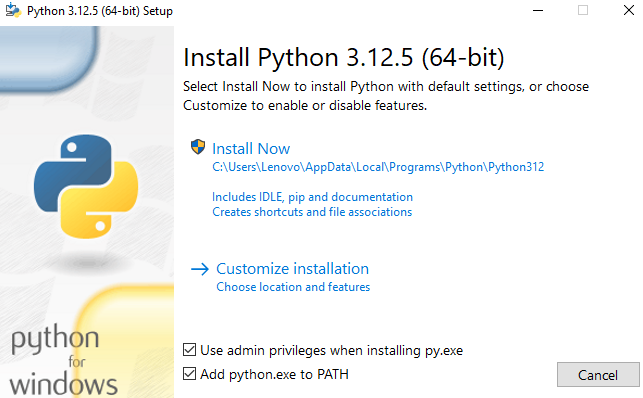 Python 3.12.5 (64-bit) Setup
Install Python 3.12.5 (64-bit)
Select Install Now to install Python with default settings, or choose
Customize to enable or disable features.
Install Now
C:\Users\Lenovo\AppData\Local\Programs\Python\Python312
Includes IDLE, pip and documentation
Creates shortcuts and file associations
Customize installation
Choose location and features
python
for
windows
Use admin privileges when installing py.exe
Add python.exe to PATH
Cancel